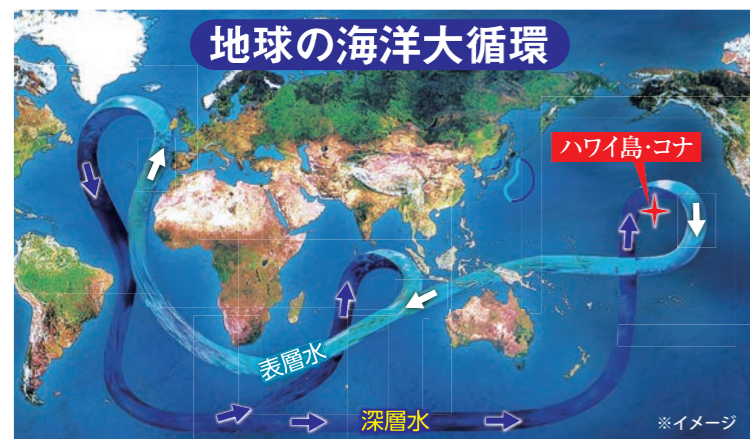 地球の海洋大循環
ハワイ島・コナ
表層水
深層水
※イメージ